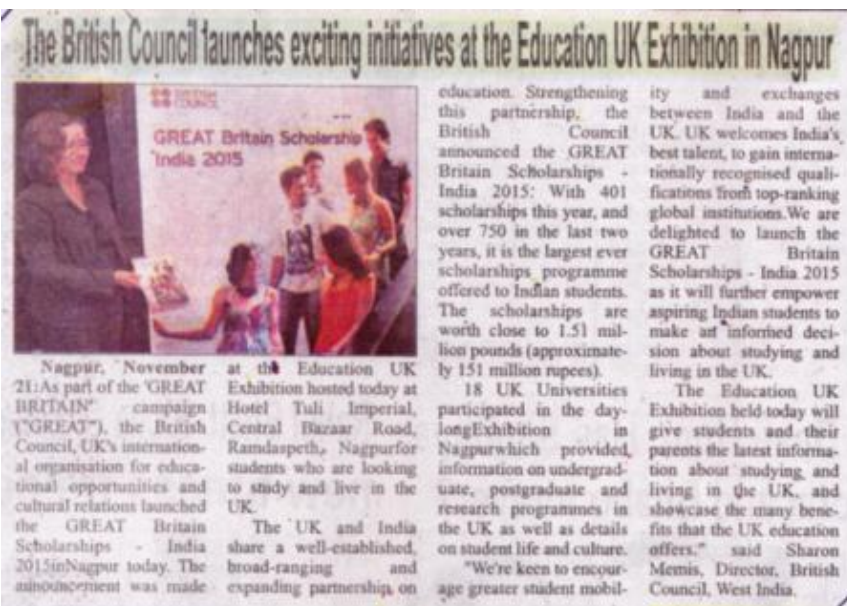 The British Council launches exciting initiatives at the Education UK Exhibition in Nagpur
BRITISH
COUNCIL
GREAT Britain Scholarship
India 2015
Nagpur, November
21:As part of the 'GREAT
BRITAIN" campaign
("GREAT"), the British
Council, UK's internation-
al organisation for educa-
tional opportunities and
cultural relations launched
the GREAT Britain
Scholarships - India
2015inNagpur today. The
announcement was made
at the Education UK
Exhibition hosted today at
Hotel Tuli Imperial,
Central Bazaar Road,
Ramdaspeth, Nagpurfor
students who are looking
to study and live in the
UK.
The UK and India
share a well-established,
broad-ranging and
expanding partnership on
education. Strengthening
this partnership, the
British Council
announced the GREAT
Britain Scholarships -
India 2015: With 401
scholarships this year, and
over 750 in the last two
years, it is the largest ever
scholarships programme
offered to Indian students.
The scholarships are
worth close to 1.51 mil-
lion pounds (approximate-
ly 151 million rupees).
18 UK Universities
participated in the day-
longExhibition in
Nagpurwhich provided
information on undergrad-
uate, postgraduate and
research programmes in
the UK as well as details
on student life and culture.
"We're keen to encour-
age greater student mobil-
ity and exchanges
between India and the
UK. UK welcomes India's
best talent, to gain interna-
tionally recognised quali-
fications from top-ranking
global institutions.We are
delighted to launch the
GREAT Britain
Scholarships - India 2015
as it will further empower
aspiring Indian students to
make an informed deci-
sion about studying and
living in the UK.
The Education UK
Exhibition held today will
give students and their
parents the latest informa-
tion about studying and
living in the UK, and
showcase the many bene-
fits that the UK education
offers." said Sharon
Memis, Director, British
Council, West India.